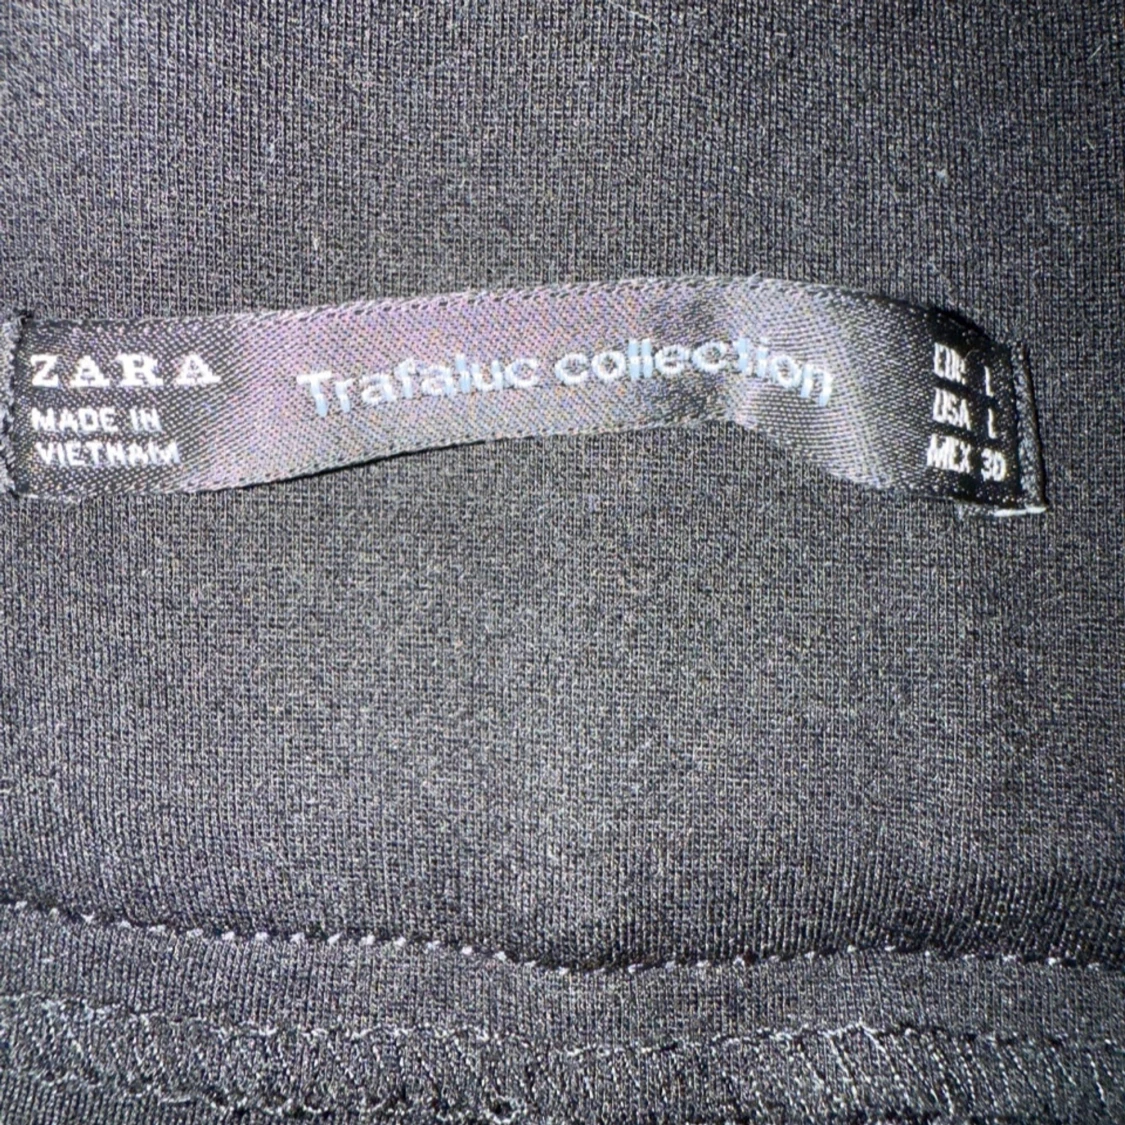 ZARA
MADE IN
VIETNAM
Trafaluc collection
EUR L
USA L
MEX 30